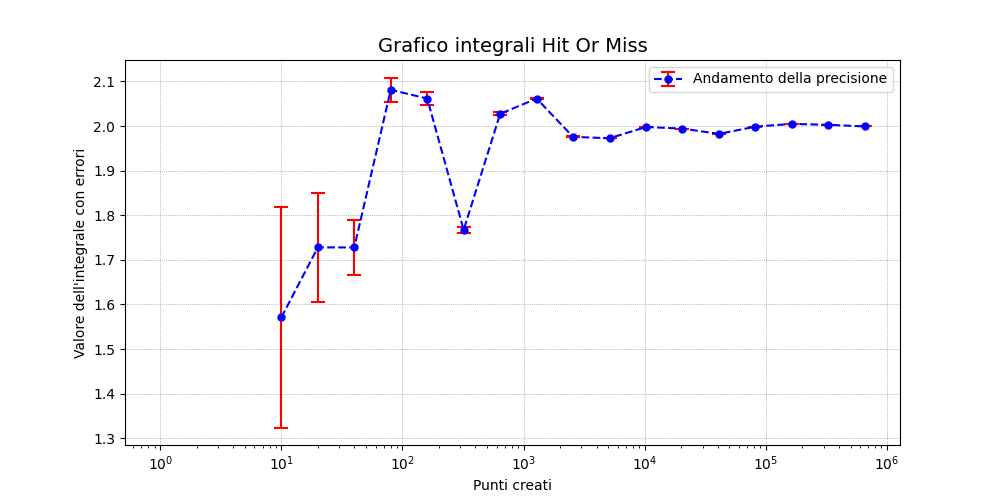 Grafico integrali Hit Or Miss
Andamento della precisione
Valore dell'integrale con errori
2.1
2.0
1.9
1.8
1.7
1.6
1.5
1.4
1.3
10⁰ 10¹ 10² 10³ 10⁴ 10⁵ 10⁶
Punti creati